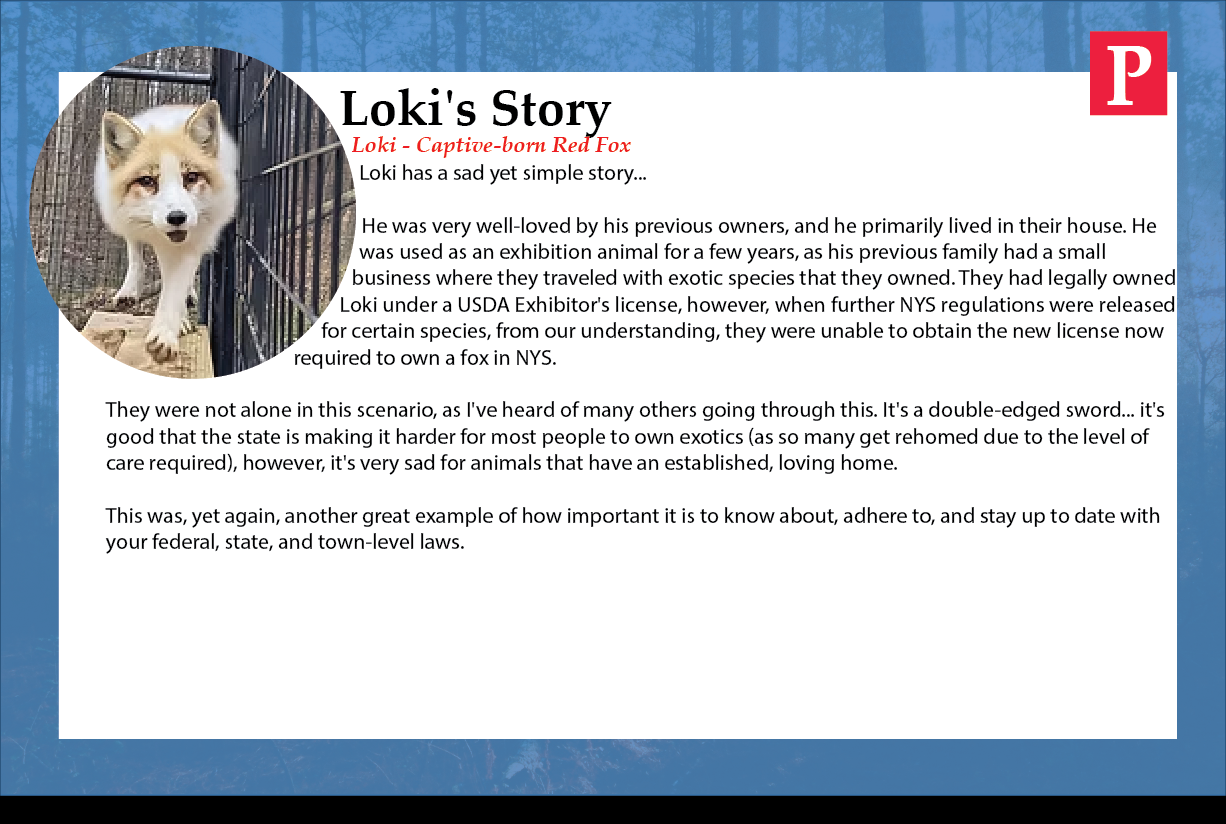 P
Loki's Story
Loki - Captive-born Red Fox
Loki has a sad yet simple story...
He was very well-loved by his previous owners, and he primarily lived in their house. He
was used as an exhibition animal for a few years, as his previous family had a small
business where they traveled with exotic species that they owned. They had legally owned
Loki under a USDA Exhibitor's license, however, when further NYS regulations were released
for certain species, from our understanding, they were unable to obtain the new license now
required to own a fox in NYS.
They were not alone in this scenario, as I've heard of many others going through this. It's a double-edged sword... it's
good that the state is making it harder for most people to own exotics (as so many get rehomed due to the level of
care required), however, it's very sad for animals that have an established, loving home.
This was, yet again, another great example of how important it is to know about, adhere to, and stay up to date with
your federal, state, and town-level laws.